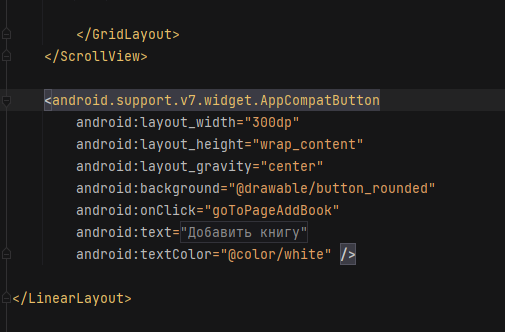 </GridLayout>
</ScrollView>
<android.support.v7.widget.AppCompatButton
android:layout_width="300dp"
android:layout_height="wrap_content"
android:layout_gravity="center"
android:background="@drawable/button_rounded"
android:onClick="goToPageAddBook"
android:text="Добавить книгу"
android:textColor="@color/white" />
</LinearLayout>